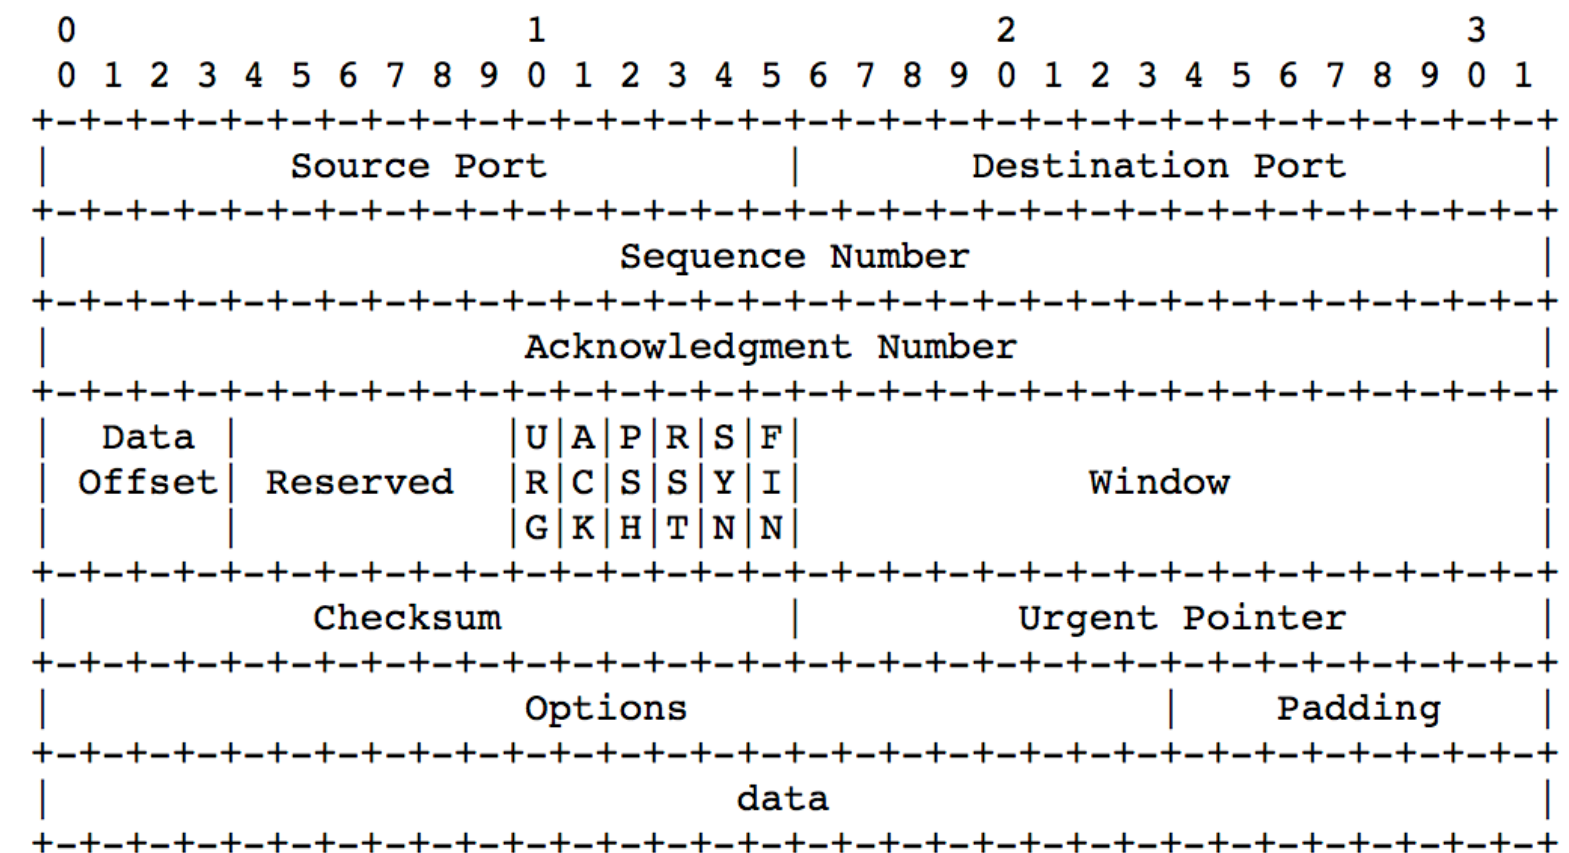 0                   1                   2                   3
 0 1 2 3 4 5 6 7 8 9 0 1 2 3 4 5 6 7 8 9 0 1 2 3 4 5 6 7 8 9 0 1
+-+-+-+-+-+-+-+-+-+-+-+-+-+-+-+-+-+-+-+-+-+-+-+-+-+-+-+-+-+-+-+-+
|          Source Port          |       Destination Port        |
+-+-+-+-+-+-+-+-+-+-+-+-+-+-+-+-+-+-+-+-+-+-+-+-+-+-+-+-+-+-+-+-+
|                        Sequence Number                        |
+-+-+-+-+-+-+-+-+-+-+-+-+-+-+-+-+-+-+-+-+-+-+-+-+-+-+-+-+-+-+-+-+
|                    Acknowledgment Number                      |
+-+-+-+-+-+-+-+-+-+-+-+-+-+-+-+-+-+-+-+-+-+-+-+-+-+-+-+-+-+-+-+-+
|  Data |           |U|A|P|R|S|F|                               |
| Offset| Reserved  |R|C|S|S|Y|I|            Window             |
|       |           |G|K|H|T|N|N|                               |
+-+-+-+-+-+-+-+-+-+-+-+-+-+-+-+-+-+-+-+-+-+-+-+-+-+-+-+-+-+-+-+-+
|           Checksum            |         Urgent Pointer        |
+-+-+-+-+-+-+-+-+-+-+-+-+-+-+-+-+-+-+-+-+-+-+-+-+-+-+-+-+-+-+-+-+
|                    Options                    |    Padding    |
+-+-+-+-+-+-+-+-+-+-+-+-+-+-+-+-+-+-+-+-+-+-+-+-+-+-+-+-+-+-+-+-+
|                             data                              |
+-+-+-+-+-+-+-+-+-+-+-+-+-+-+-+-+-+-+-+-+-+-+-+-+-+-+-+-+-+-+-+-+